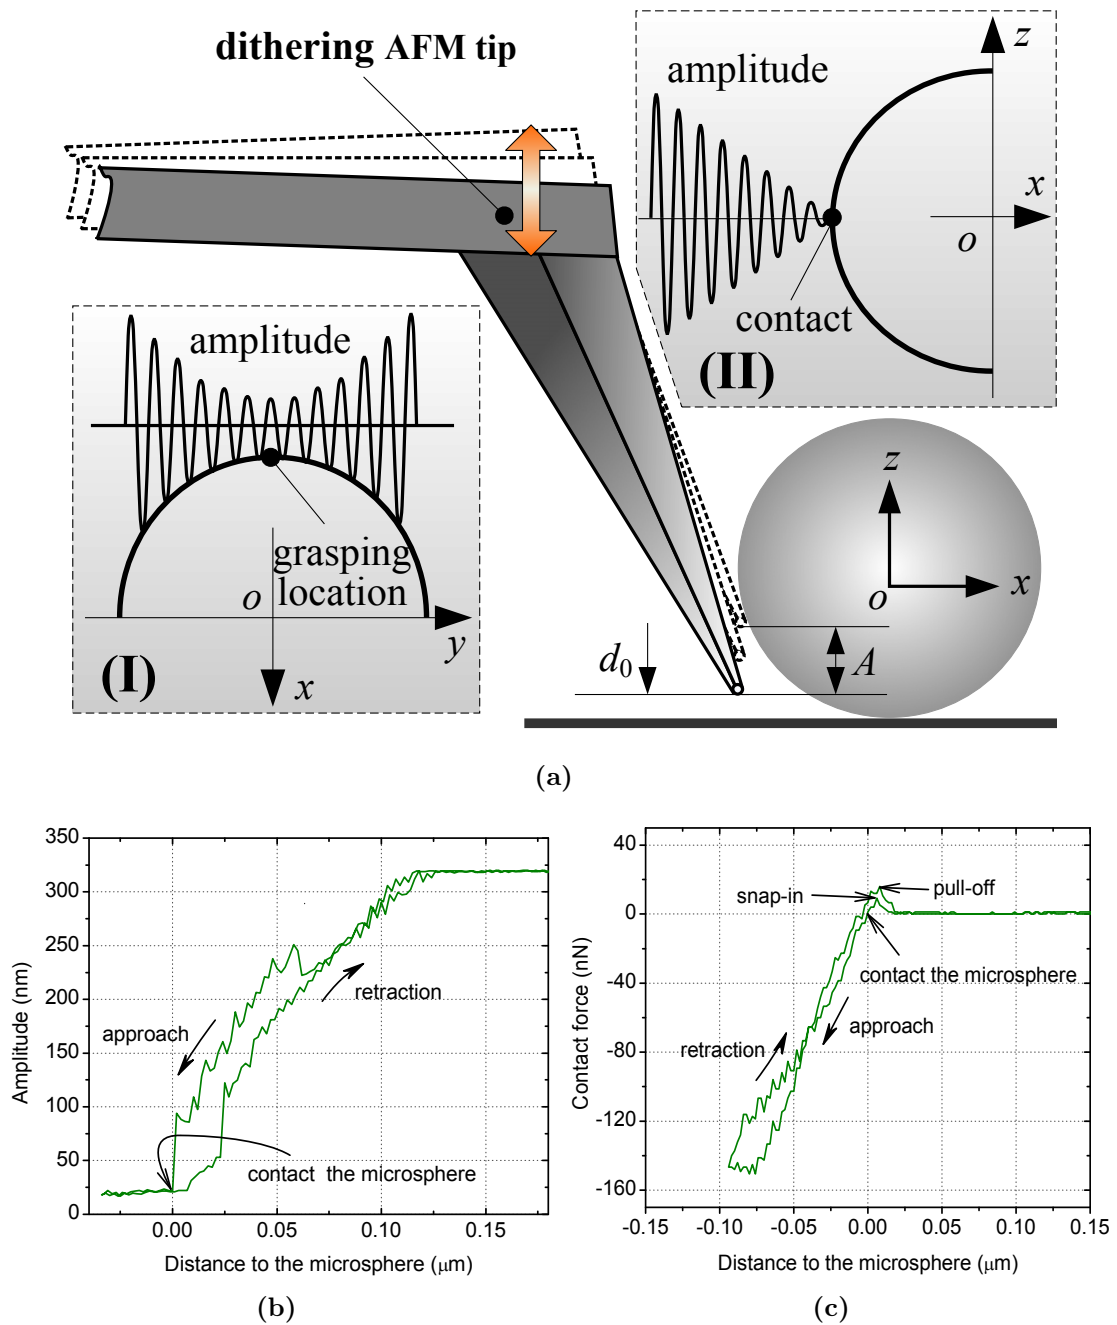 dithering AFM tip
amplitude
z
x
o
contact
(II)
amplitude
grasping
location
o
y
x
(I)
z
x
o
d0
A
(a)
350
300
250
200
150
100
50
0
Amplitude (nm)
approach
retraction
contact the microsphere
0.00
0.05
0.10
0.15
Distance to the microsphere (μm)
(b)
40
0
-40
-80
-120
-160
Contact force (nN)
snap-in
pull-off
contact the microsphere
approach
retraction
-0.15
-0.10
-0.05
0.00
0.05
0.10
0.15
Distance to the microsphere (μm)
(c)